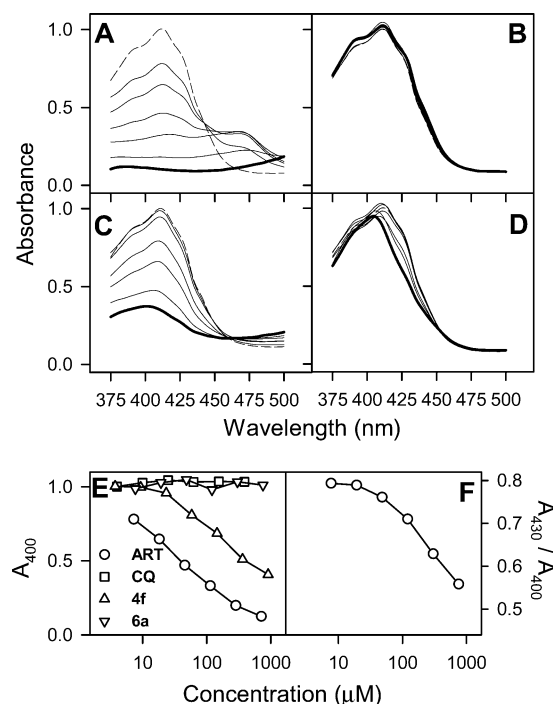 A
B
1.0
0.5
0.0
Absorbance
C
D
1.0
0.5
0.0
375 400 425 450 475 500
375 400 425 450 475 500
Wavelength (nm)
E
F
1.0
0.5
0.0
A400
ART
CQ
4f
6a
0.8
0.7
0.6
0.5
A430 / A400
10 100 1000
10 100 1000
Concentration (μM)